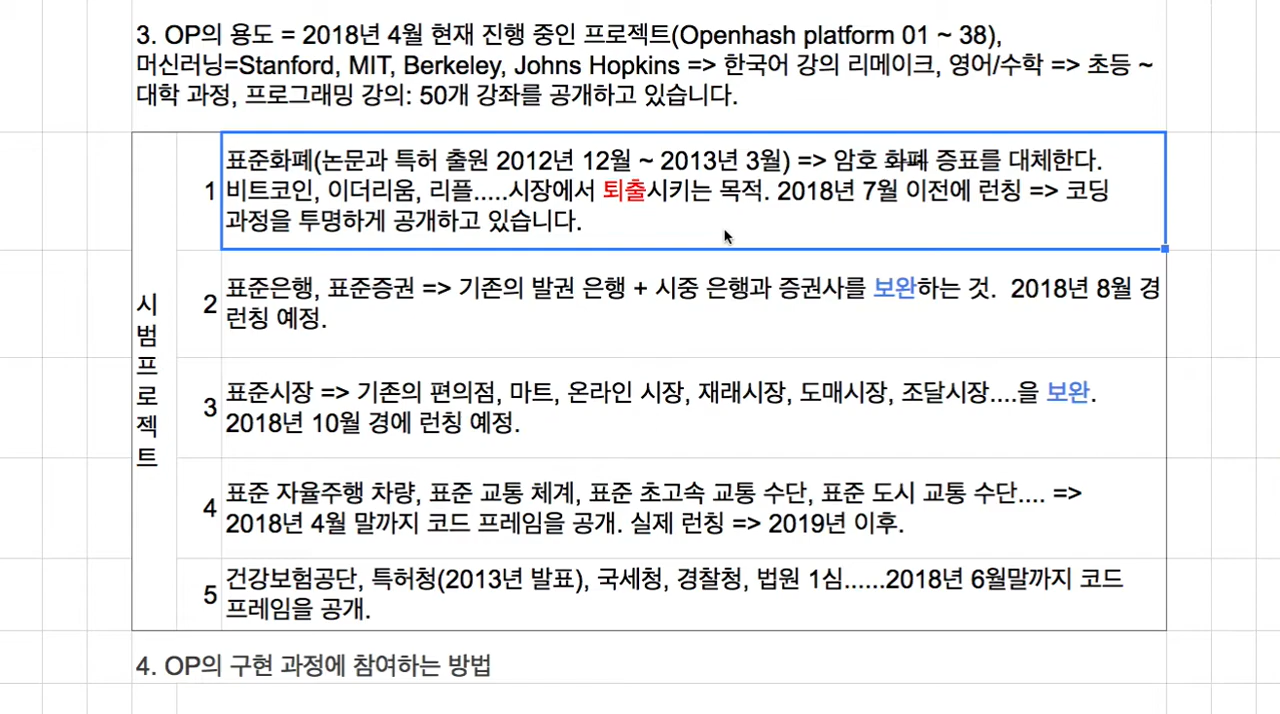 3. OP의 용도 = 2018년 4월 현재 진행 중인 프로젝트(Openhash platform 01 ~ 38),
머신러닝=Stanford, MIT, Berkeley, Johns Hopkins => 한국어 강의 리메이크, 영어/수학 => 초등 ~
대학 과정, 프로그래밍 강의: 50개 강좌를 공개하고 있습니다.
시범프로젝트
1
표준화폐(논문과 특허 출원 2012년 12월 ~ 2013년 3월) => 암호 화폐 증표를 대체한다.
비트코인, 이더리움, 리플.....시장에서 퇴출시키는 목적. 2018년 7월 이전에 런칭 => 코딩
과정을 투명하게 공개하고 있습니다.
2
표준은행, 표준증권 => 기존의 발권 은행 + 시중 은행과 증권사를 보완하는 것. 2018년 8월 경
런칭 예정.
3
표준시장 => 기존의 편의점, 마트, 온라인 시장, 재래시장, 도매시장, 조달시장....을 보완.
2018년 10월 경에 런칭 예정.
4
표준 자율주행 차량, 표준 교통 체계, 표준 초고속 교통 수단, 표준 도시 교통 수단.... =>
2018년 4월 말까지 코드 프레임을 공개. 실제 런칭 => 2019년 이후.
5
건강보험공단, 특허청(2013년 발표), 국세청, 경찰청, 법원 1심......2018년 6월말까지 코드
프레임을 공개.
4. OP의 구현 과정에 참여하는 방법